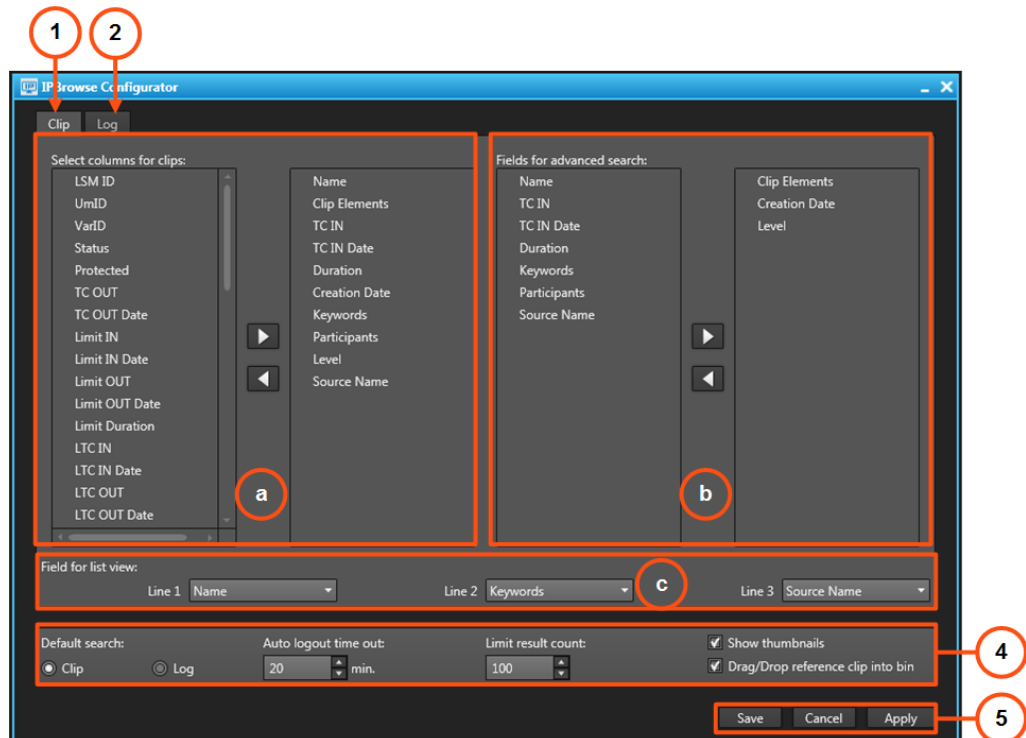 1
2
IPBrowse Configurator
Clip
Log
Select columns for clips:
LSM ID
UmID
VarID
Status
Protected
TC OUT
TC OUT Date
Limit IN
Limit IN Date
Limit OUT
Limit OUT Date
Limit Duration
LTC IN
LTC IN Date
LTC OUT
LTC OUT Date
Name
Clip Elements
TC IN
TC IN Date
Duration
Creation Date
Keywords
Participants
Level
Source Name
a
Fields for advanced search:
Name
TC IN
TC IN Date
Duration
Keywords
Participants
Source Name
Clip Elements
Creation Date
Level
b
Field for list view:
Line 1 Name
Line 2 Keywords
c
Line 3 Source Name
Default search:
Clip
Log
Auto logout time out:
20 min.
Limit result count:
100
Show thumbnails
Drag/Drop reference clip into bin
4
Save
Cancel
Apply
5